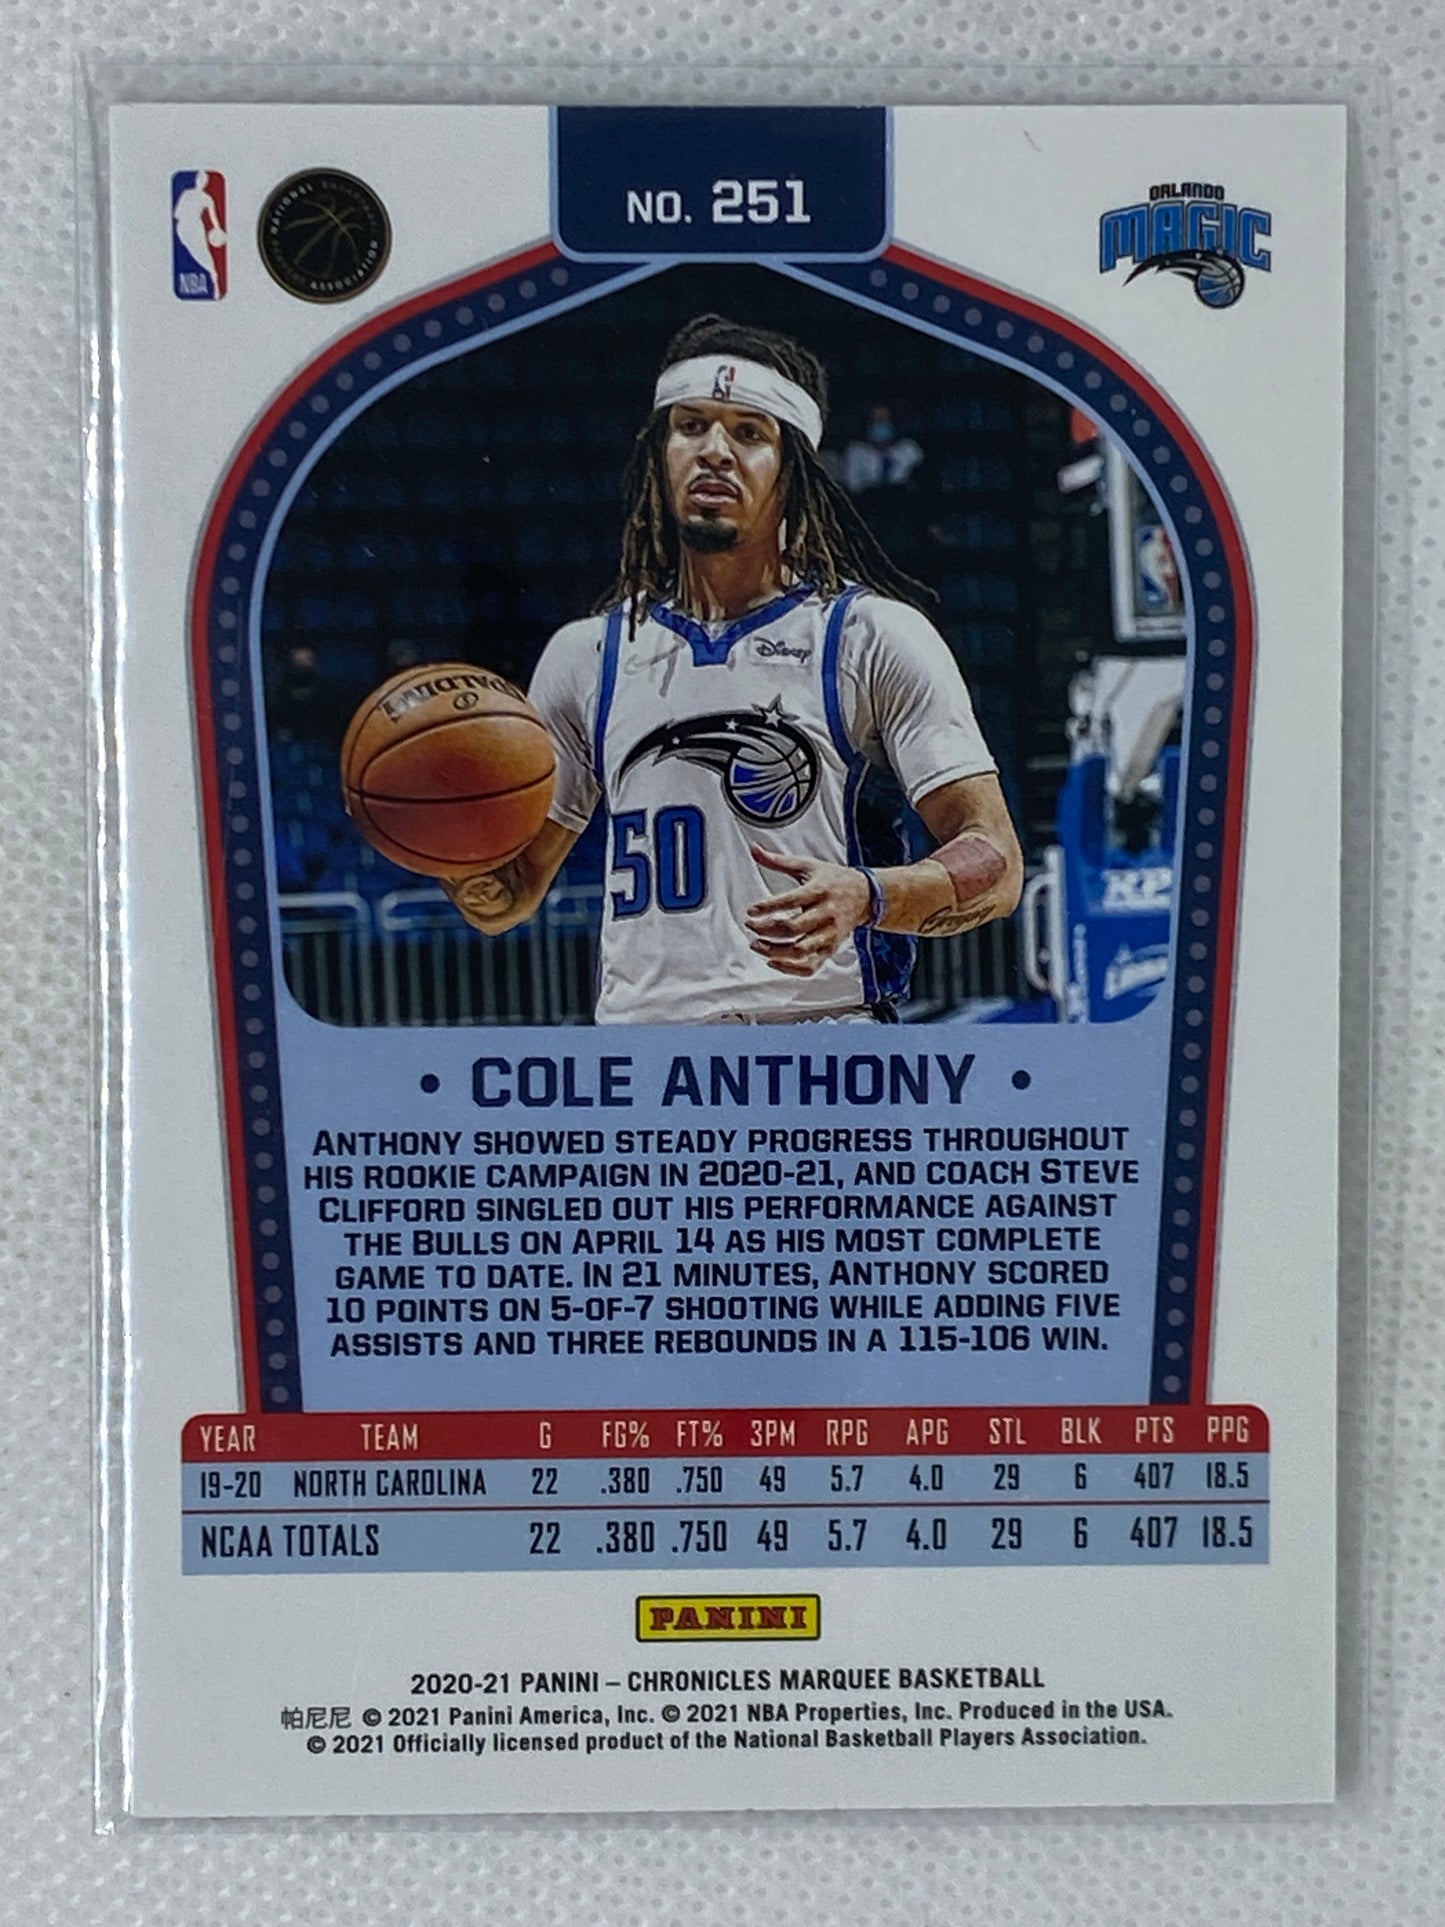 NO. 251
NBA
NATIONAL BASKETBALL
ASSOCIATION
ORLANDO
MAGIC
SPALDING
Disney
50
• COLE ANTHONY •
ANTHONY SHOWED STEADY PROGRESS THROUGHOUT
HIS ROOKIE CAMPAIGN IN 2020-21, AND COACH STEVE
CLIFFORD SINGLED OUT HIS PERFORMANCE AGAINST
THE BULLS ON APRIL 14 AS HIS MOST COMPLETE
GAME TO DATE. IN 21 MINUTES, ANTHONY SCORED
10 POINTS ON 5-OF-7 SHOOTING WHILE ADDING FIVE
ASSISTS AND THREE REBOUNDS IN A 115-106 WIN.
YEAR TEAM G FG% FT% 3PM RPG APG STL BLK PTS PPG
19-20 NORTH CAROLINA 22 .380 .750 49 5.7 4.0 29 6 407 18.5
NCAA TOTALS 22 .380 .750 49 5.7 4.0 29 6 407 18.5
PANINI
2020-21 PANINI – CHRONICLES MARQUEE BASKETBALL
帕尼尼 © 2021 Panini America, Inc. © 2021 NBA Properties, Inc. Produced in the USA.
© 2021 Officially licensed product of the National Basketball Players Association.